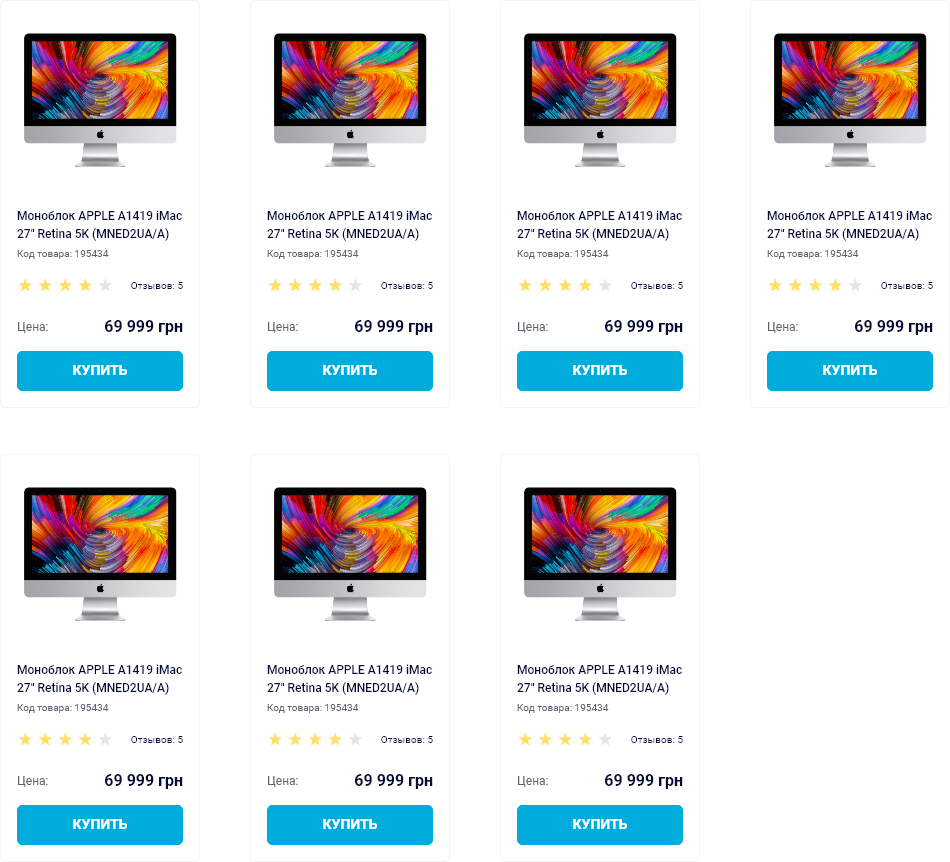 Моноблок APPLE A1419 iMac
27" Retina 5K (MNED2UA/A)
Код товара: 195434
Отзывов: 5
Цена: 69 999 грн
КУПИТЬ
Моноблок APPLE A1419 iMac
27" Retina 5K (MNED2UA/A)
Код товара: 195434
Отзывов: 5
Цена: 69 999 грн
КУПИТЬ
Моноблок APPLE A1419 iMac
27" Retina 5K (MNED2UA/A)
Код товара: 195434
Отзывов: 5
Цена: 69 999 грн
КУПИТЬ
Моноблок APPLE A1419 iMac
27" Retina 5K (MNED2UA/A)
Код товара: 195434
Отзывов: 5
Цена: 69 999 грн
КУПИТЬ
Моноблок APPLE A1419 iMac
27" Retina 5K (MNED2UA/A)
Код товара: 195434
Отзывов: 5
Цена: 69 999 грн
КУПИТЬ
Моноблок APPLE A1419 iMac
27" Retina 5K (MNED2UA/A)
Код товара: 195434
Отзывов: 5
Цена: 69 999 грн
КУПИТЬ
Моноблок APPLE A1419 iMac
27" Retina 5K (MNED2UA/A)
Код товара: 195434
Отзывов: 5
Цена: 69 999 грн
КУПИТЬ